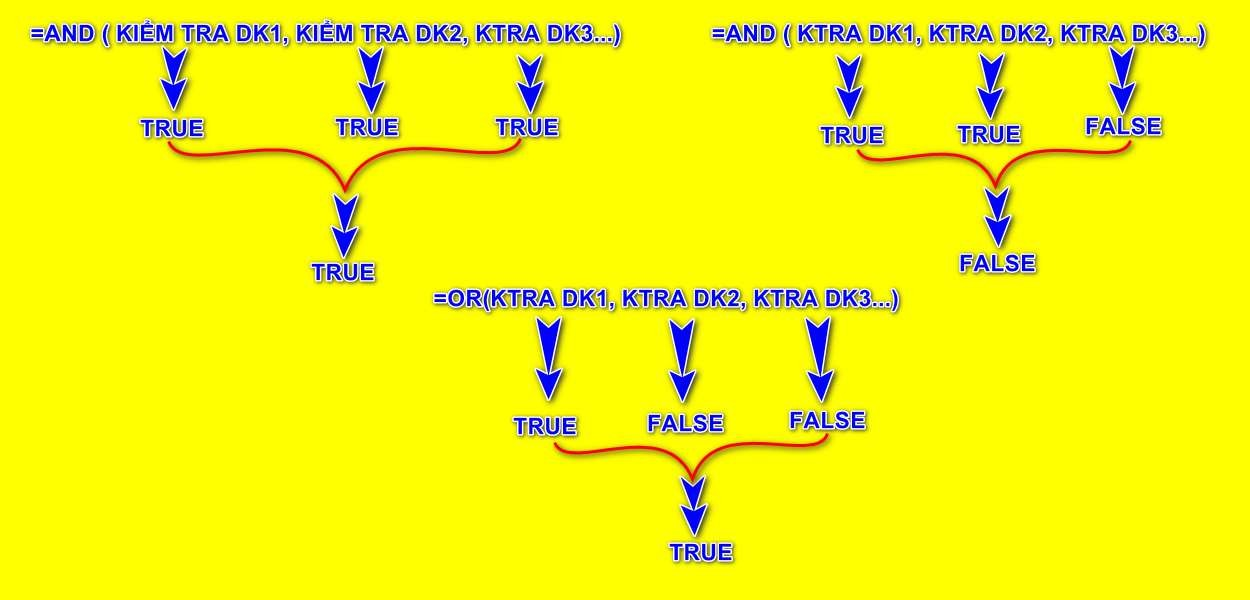 =AND ( KIỂM TRA DK1, KIỂM TRA DK2, KTRA DK3...)
TRUE TRUE TRUE
TRUE
=AND ( KTRA DK1, KTRA DK2, KTRA DK3...)
TRUE TRUE FALSE
FALSE
=OR(KTRA DK1, KTRA DK2, KTRA DK3...)
TRUE FALSE FALSE
TRUE